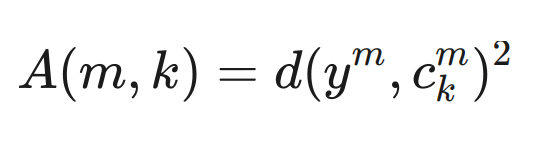 A(m, k) = d(y^m, c_k^m)^2